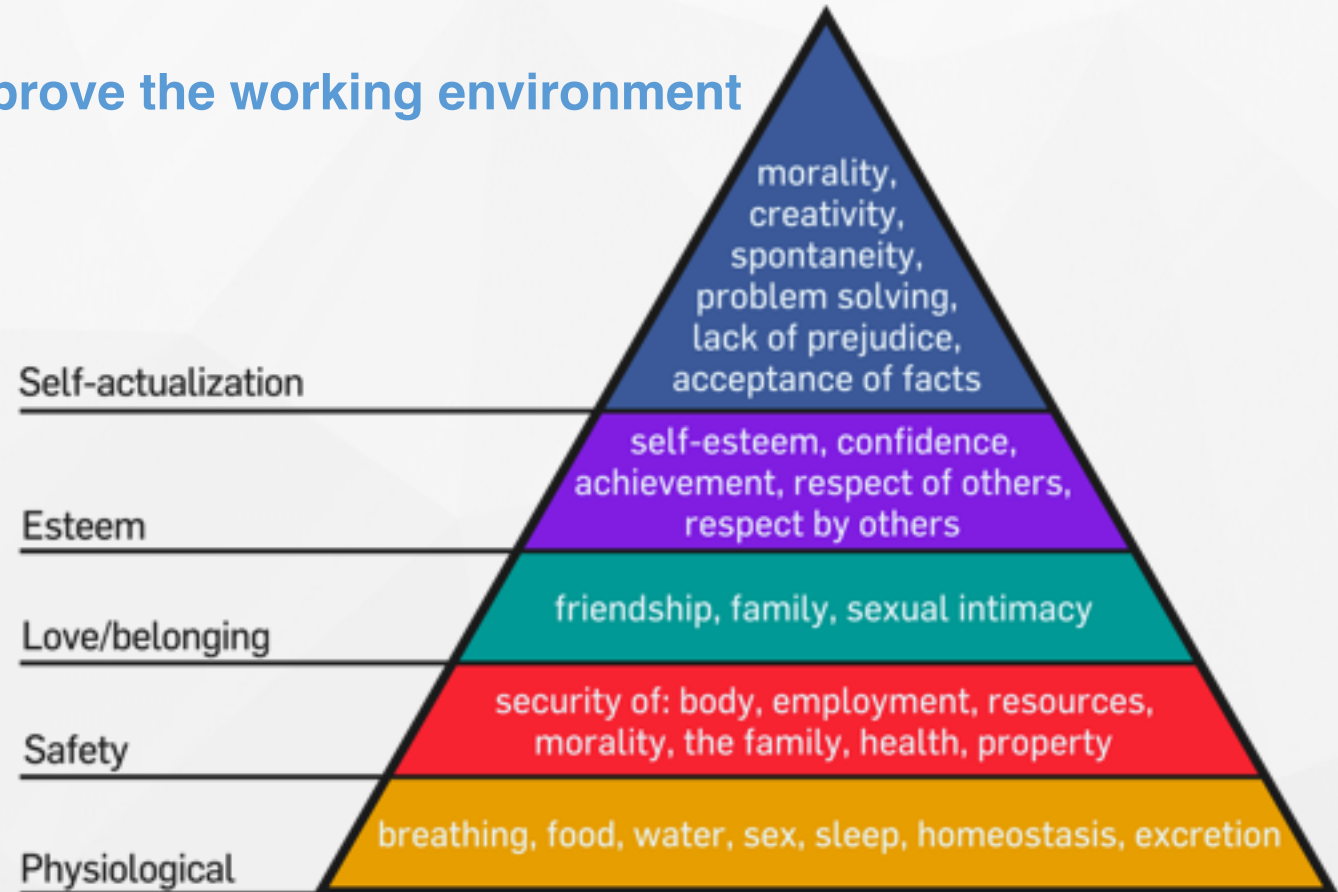 prove the working environment
morality,
creativity,
spontaneity,
problem solving,
lack of prejudice,
acceptance of facts
Self-actualization
self-esteem, confidence,
achievement, respect of others,
respect by others
Esteem
friendship, family, sexual intimacy
Love/belonging
security of: body, employment, resources,
morality, the family, health, property
Safety
breathing, food, water, sex, sleep, homeostasis, excretion
Physiological